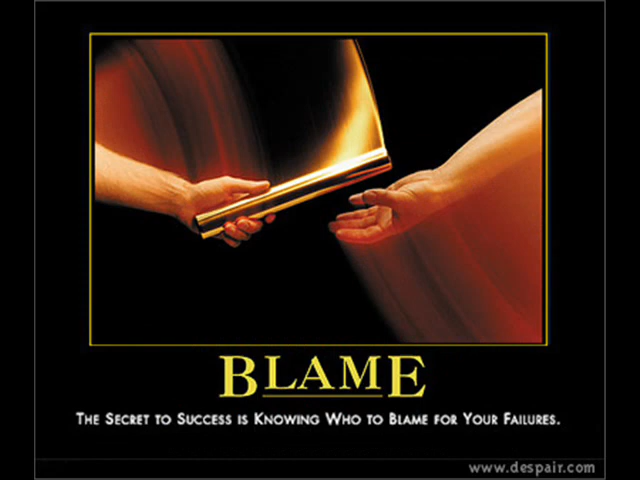 BLAME
THE SECRET TO SUCCESS IS KNOWING WHO TO BLAME FOR YOUR FAILURES.
www.despair.com